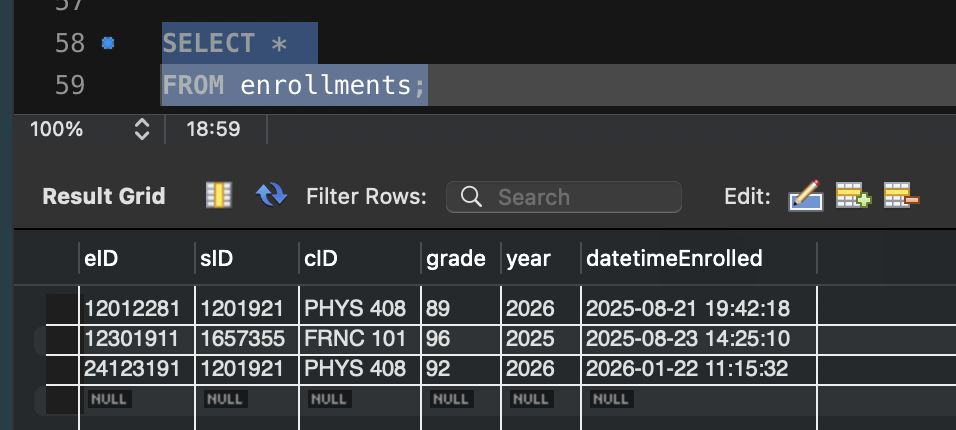 57
58 SELECT *
59 FROM enrollments;
100% 18:59
Result Grid Filter Rows: Search Edit:
eID sID cID grade year datetimeEnrolled
12012281 1201921 PHYS 408 89 2026 2025-08-21 19:42:18
12301911 1657355 FRNC 101 96 2025 2025-08-23 14:25:10
24123191 1201921 PHYS 408 92 2026 2026-01-22 11:15:32
NULL NULL NULL NULL NULL NULL